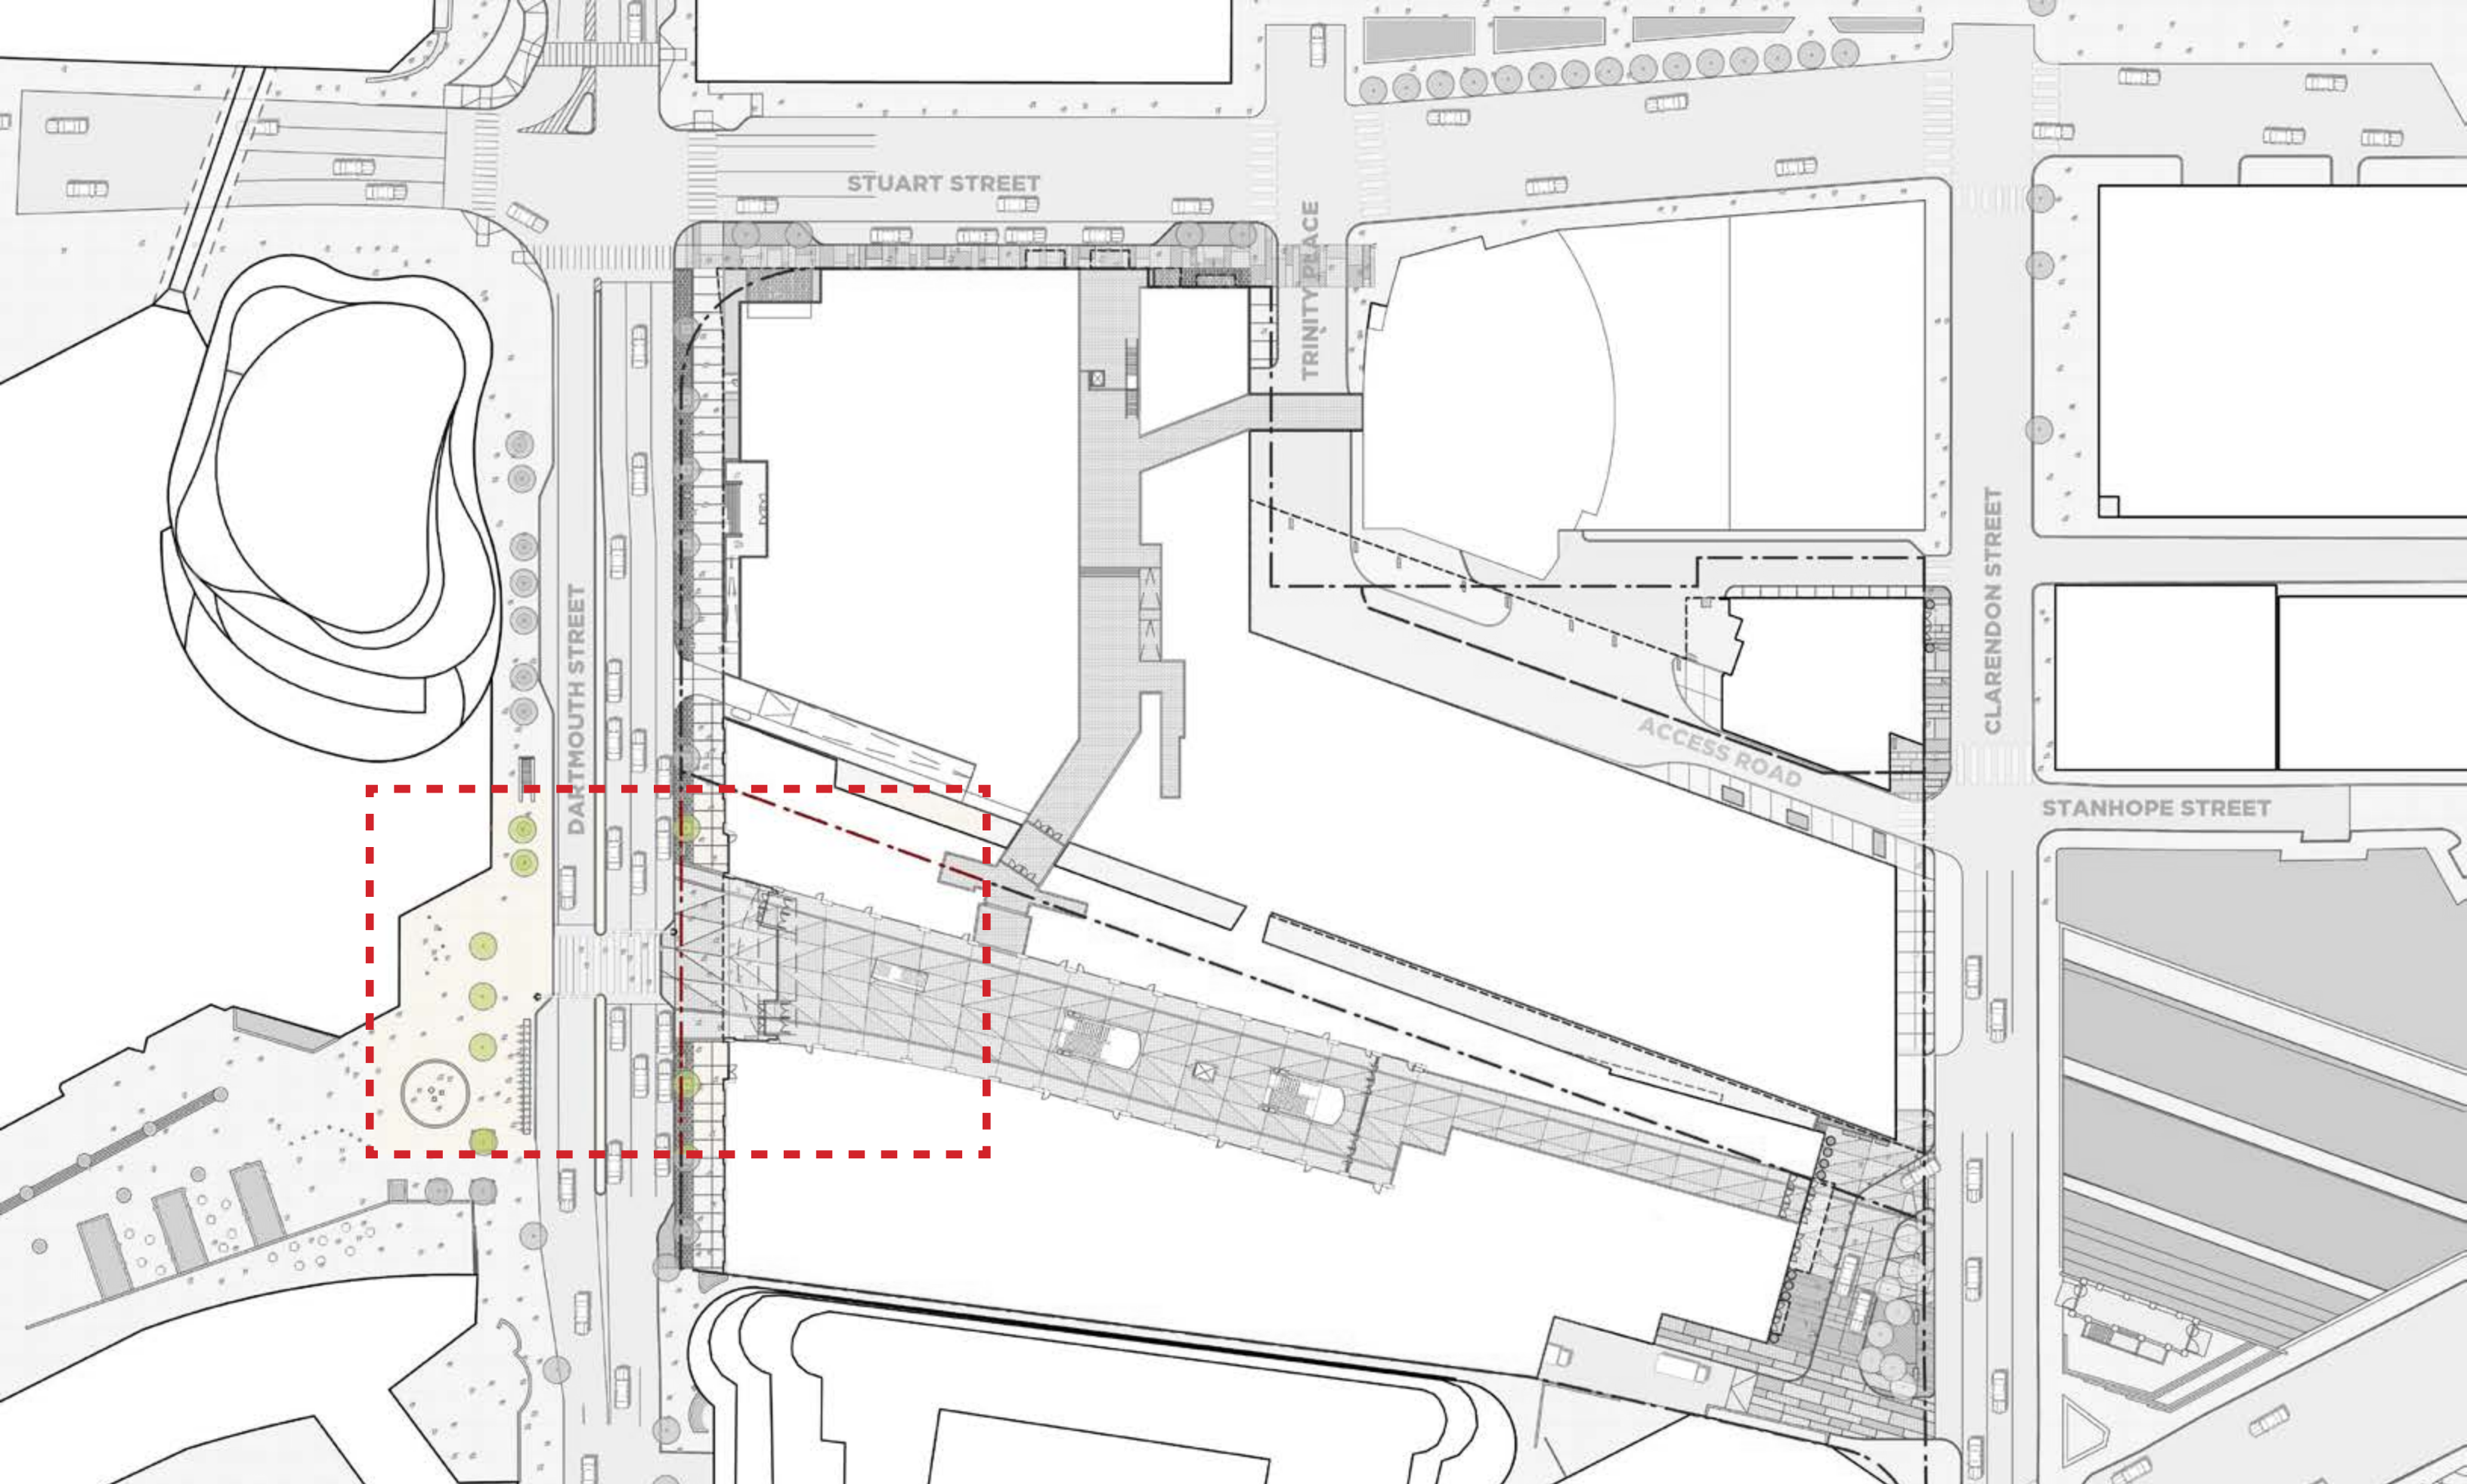 STUART STREET
TRINITY PLACE
DARTMOUTH STREET
CLARENDON STREET
ACCESS ROAD
STANHOPE STREET